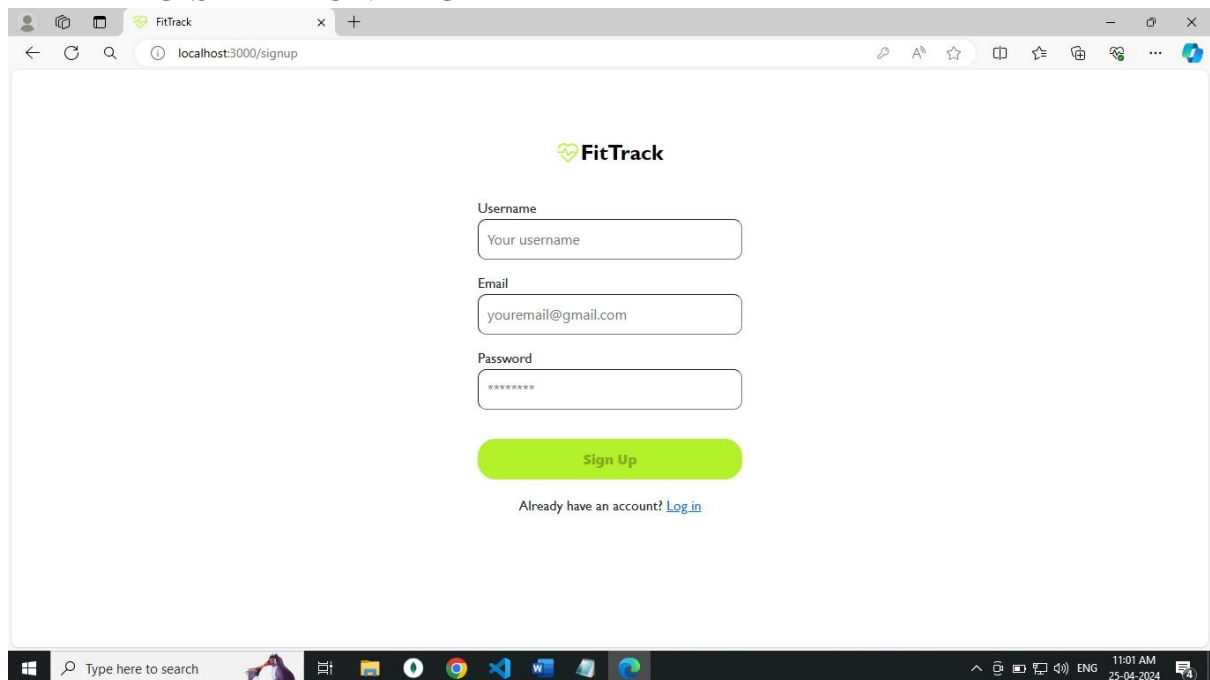 FitTrack
localhost:3000/signup
FitTrack
Username
Your username
Email
youremail@gmail.com
Password
********
Sign Up
Already have an account? Log in
Type here to search
ENG
11:01 AM
25-04-2024
4